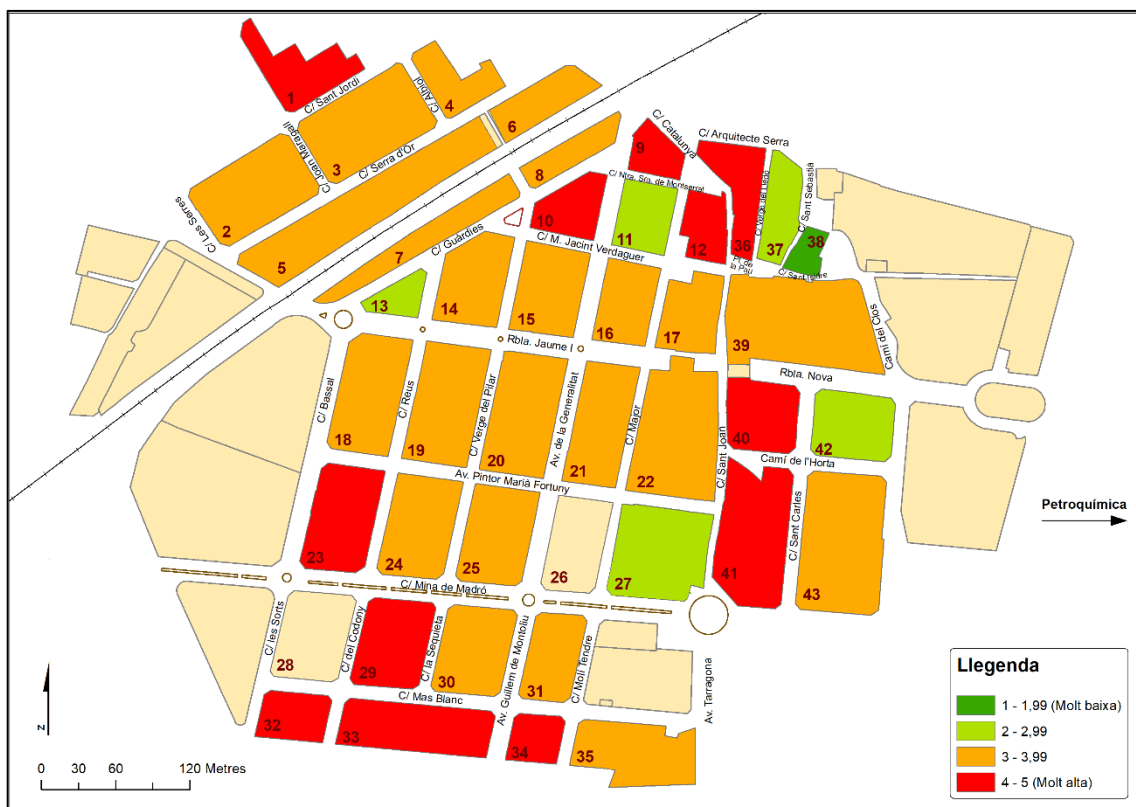 1
C/ Sant Jordi
C/ Albiol
4
6
C/ Joan Maragall
3
C/ Serra d'Or
8
C/ Les Serres
2
5
7
C/ Guàrdies
9
C/ Catalunya
C/ Arquitecte Serra
C/ Ntra. Sra. de Montserrat
10
11
12
C/ M. Jacint Verdaguer
36
Pl. de
la Pau
37
C/ Sant Sebastià
38
13
14
15
16
17
39
Camí del Clos
Rbla. Jaume I
Rbla. Nova
C/ Bassal
C/ Reus
C/ Verge del Pilar
Av. de la Generalitat
C/ Major
C/ Sant Joan
18
19
20
21
22
40
42
Camí de l'Horta
Av. Pintor Marià Fortuny
Petroquímica
23
24
25
26
27
41
C/ Sant Carles
43
C/ Mina de Madró
C/ les Sorts
28
C/ del Codony
29
C/ la Sequieta
30
Av. Guillem de Montoliu
31
C/ Molí Tendre
Av. Tarragona
C/ Mas Blanc
32
33
34
35
N
0 30 60 120 Metres
Llegenda
1 - 1,99 (Molt baixa)
2 - 2,99
3 - 3,99
4 - 5 (Molt alta)